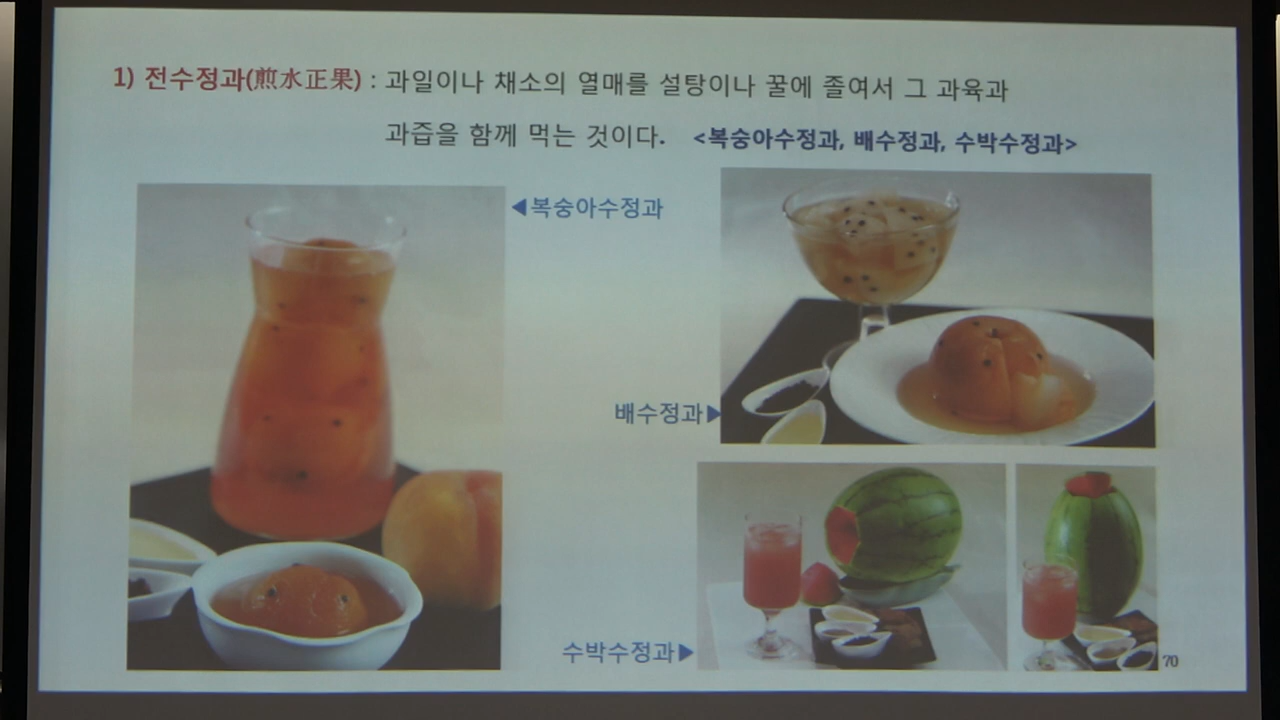 1) 전수정과(煎水正果) : 과일이나 채소의 열매를 설탕이나 꿀에 졸여서 그 과육과
과즙을 함께 먹는 것이다. <복숭아수정과, 배수정과, 수박수정과>
◀복숭아수정과
배수정과▶
수박수정과▶
70